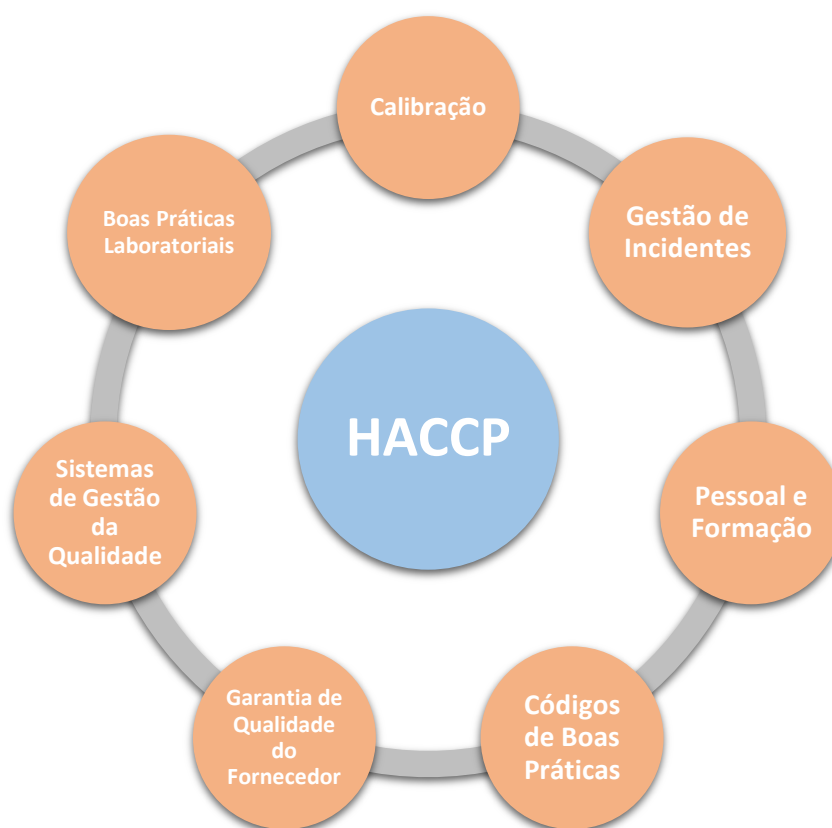 Calibração
Gestão de
Incidentes
Pessoal e
Formação
Códigos
de Boas
Práticas
Garantia de
Qualidade
do
Fornecedor
Sistemas
de Gestão
da
Qualidade
Boas Práticas
Laboratoriais
HACCP